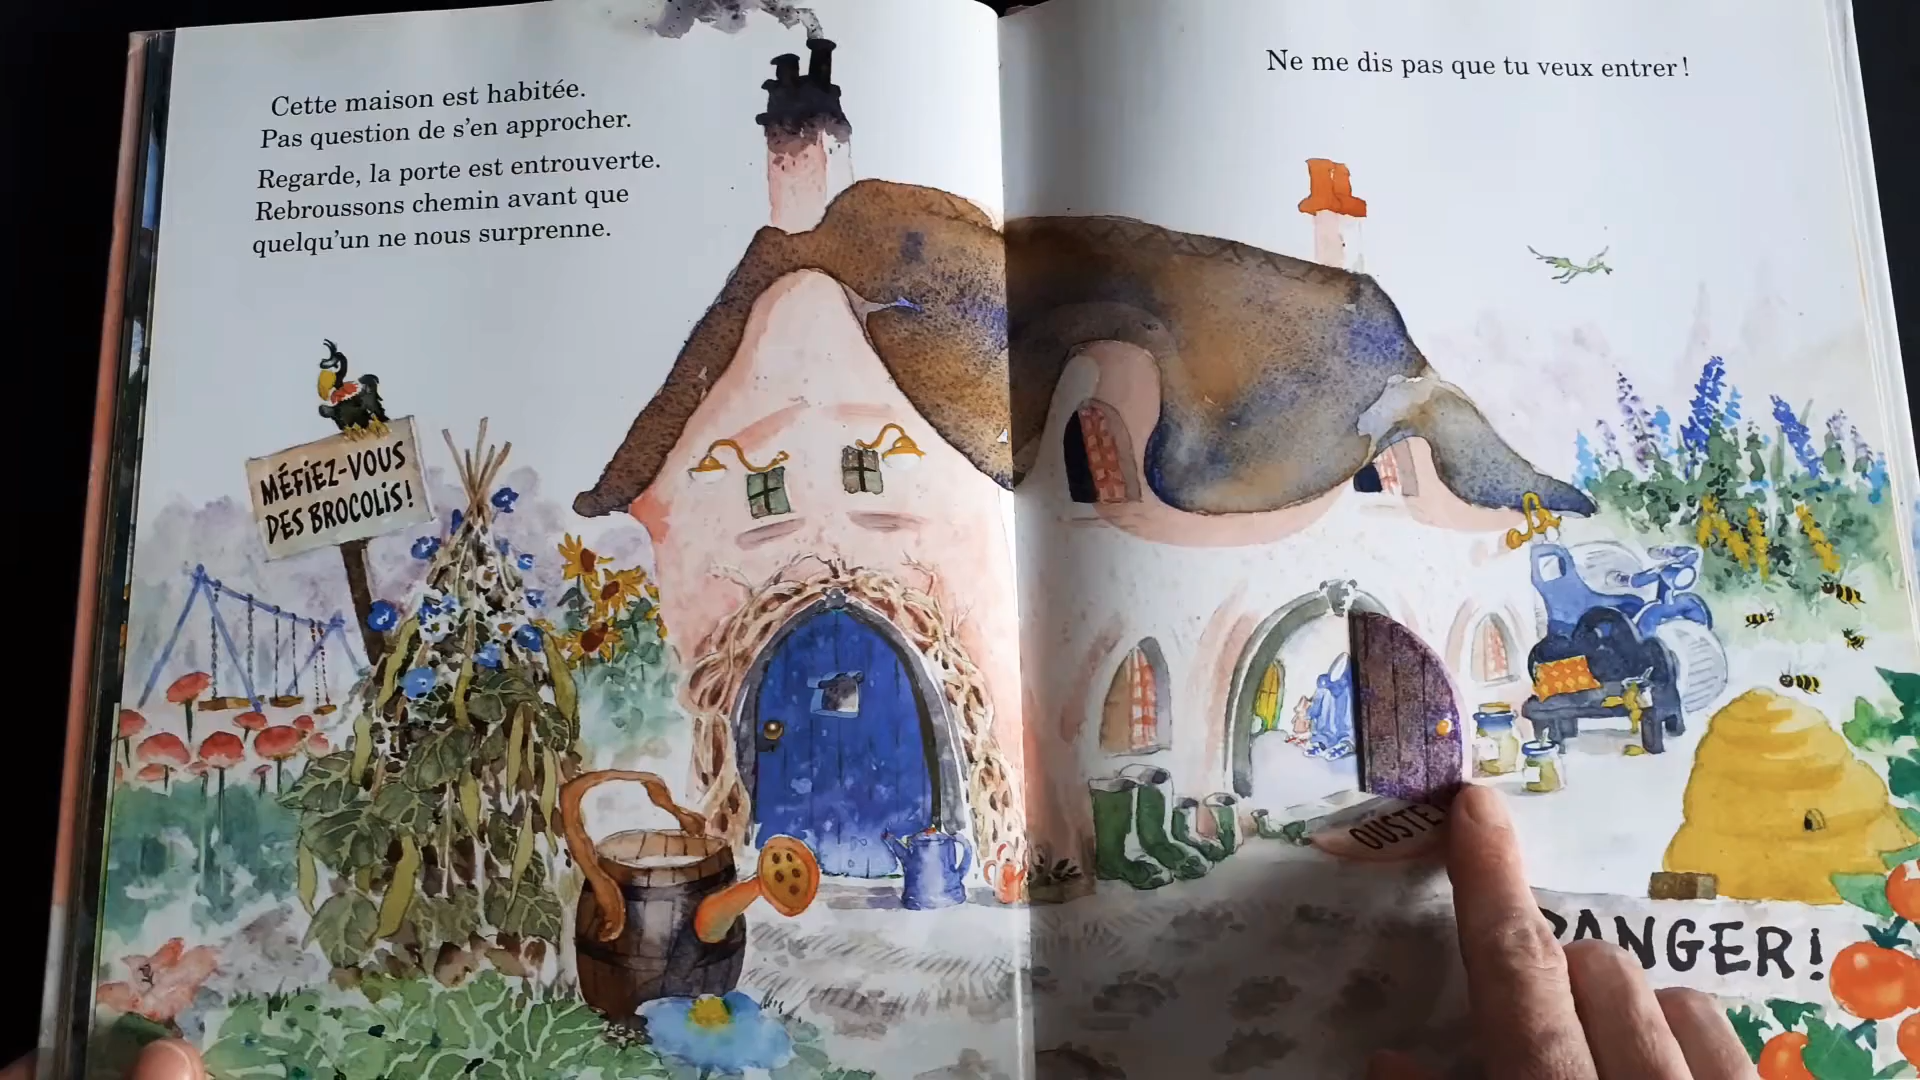 Cette maison est habitée.
Pas question de s'en approcher.
Regarde, la porte est entrouverte.
Rebroussons chemin avant que
quelqu'un ne nous surprenne.
Ne me dis pas que tu veux entrer !
MÉFiEZ-VOUS
DES BROCOLiS!
OUSTE
DANGER!